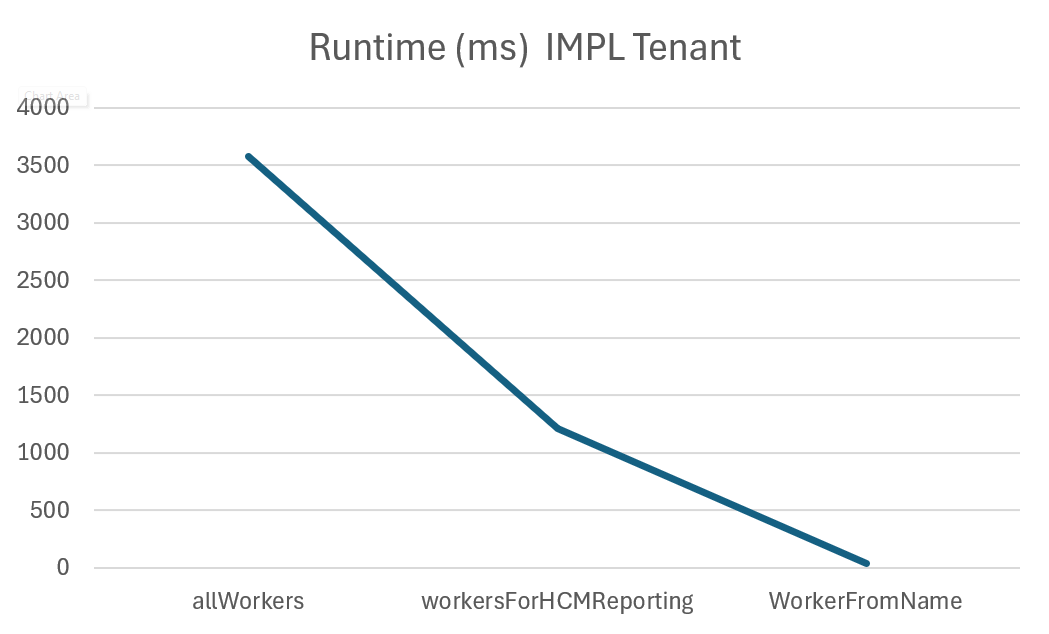 Runtime (ms)  IMPL Tenant
Chart Area
4000
3500
3000
2500
2000
1500
1000
500
0
allWorkers
workersForHCMReporting
WorkerFromName